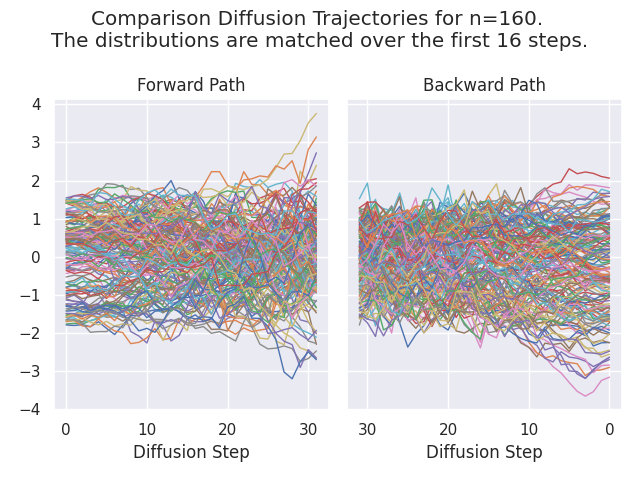 Comparison Diffusion Trajectories for n=160.
The distributions are matched over the first 16 steps.
Forward Path
Backward Path
4
3
2
1
0
−1
−2
−3
−4
0 10 20 30
30 20 10 0
Diffusion Step
Diffusion Step